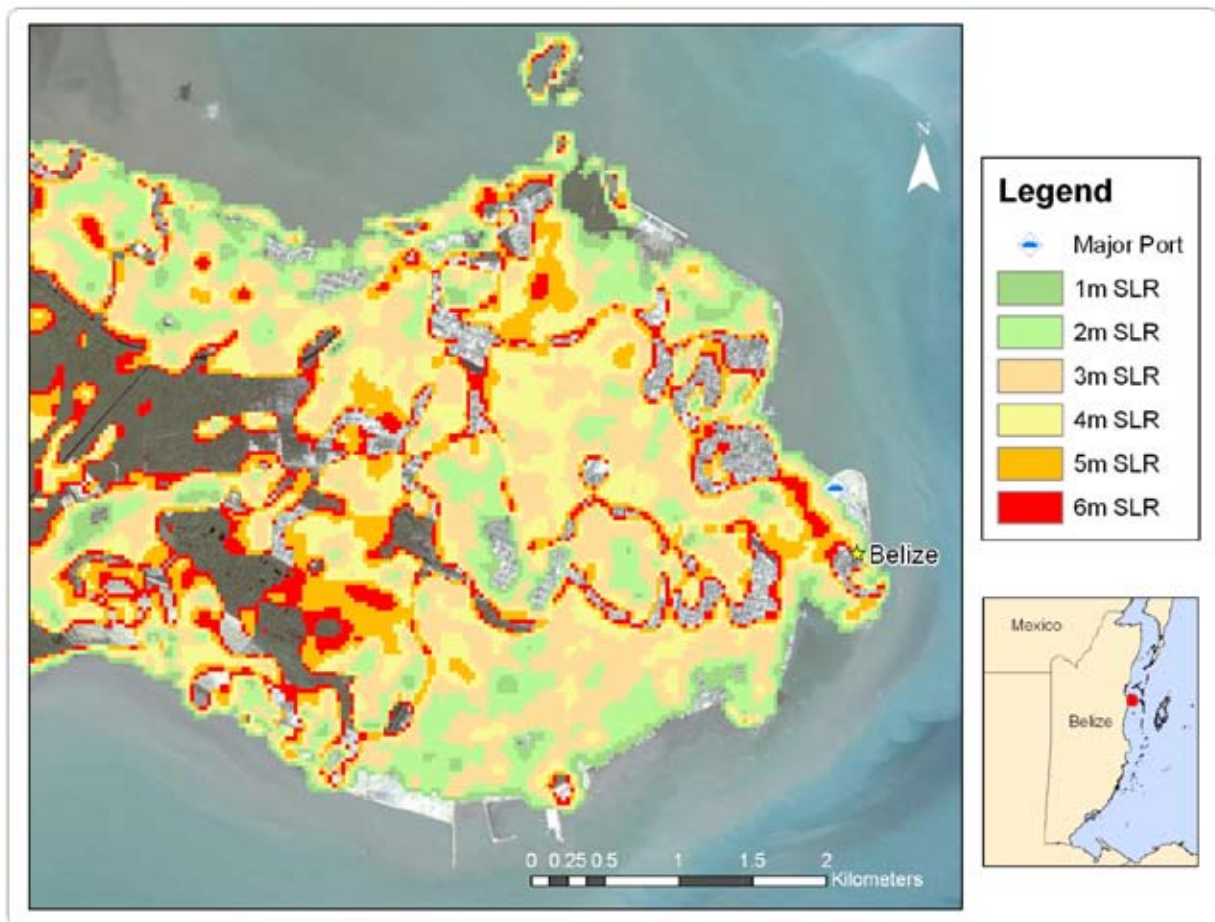 N
Belize
0 0.25 0.5 1 1.5 2
Kilometers
Legend
Major Port
1m SLR
2m SLR
3m SLR
4m SLR
5m SLR
6m SLR
Mexico
Belize